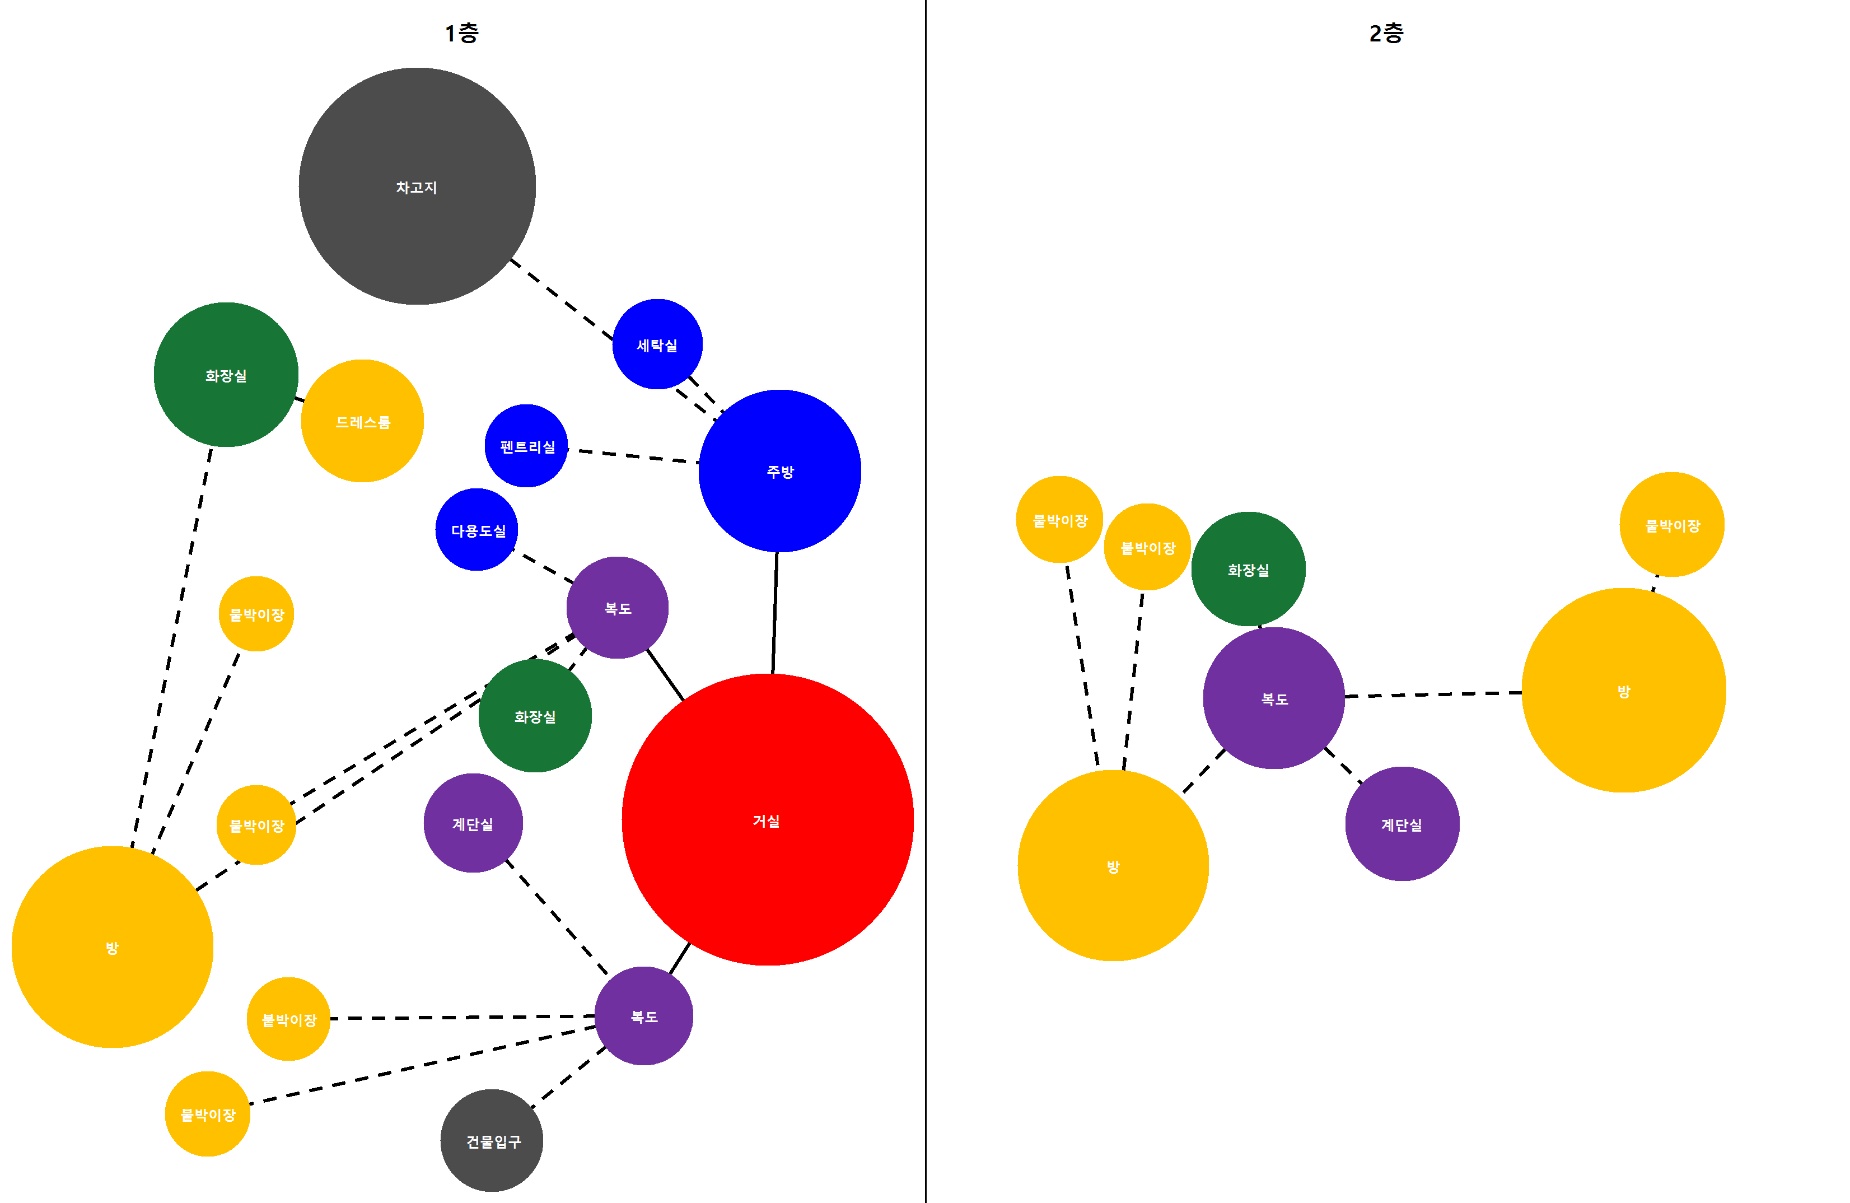 1층
차고지
세탁실
화장실
드레스룸
펜트리실
주방
다용도실
복도
붙박이장
화장실
계단실
붙박이장
거실
방
붙박이장
복도
붙박이장
건물입구
2층
붙박이장
붙박이장
화장실
붙박이장
복도
방
계단실
방